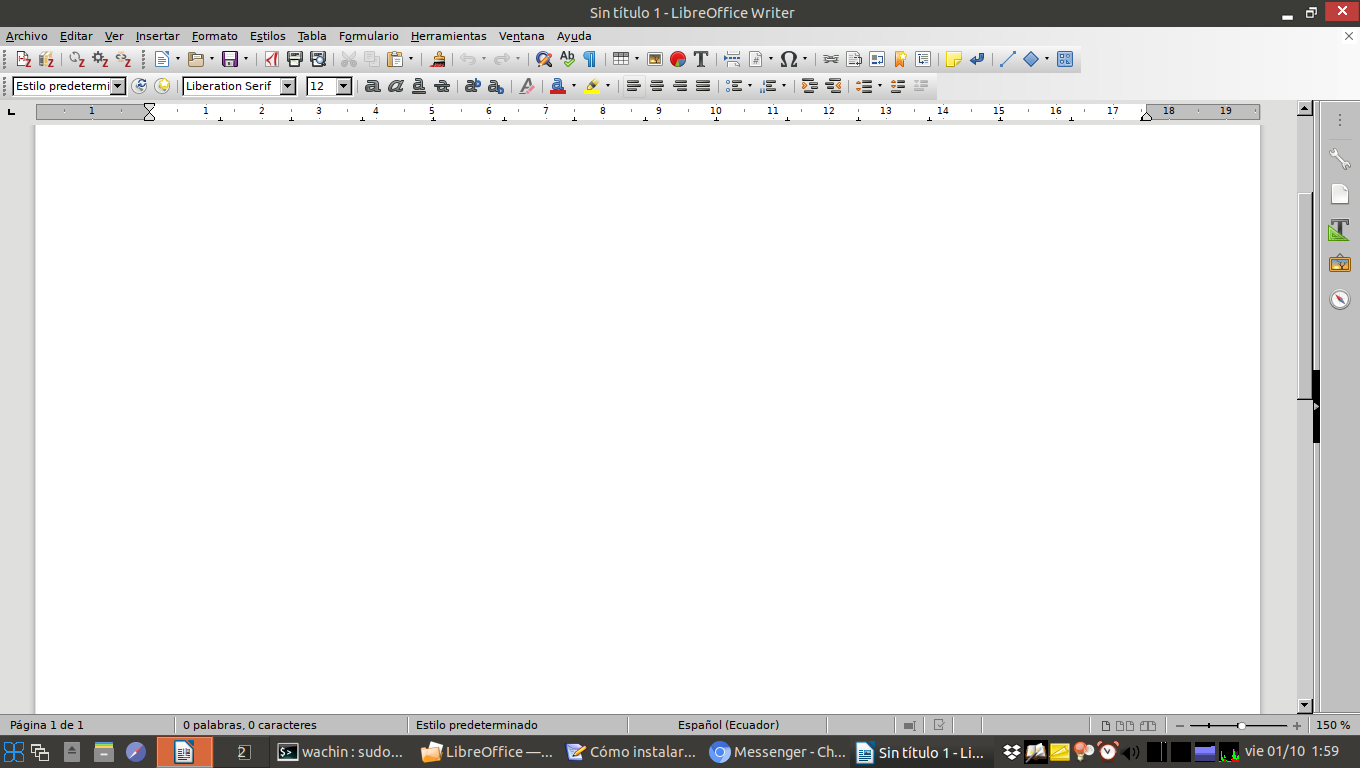 Sin título 1 - LibreOffice Writer
Archivo Editar Ver Insertar Formato Estilos Tabla Formulario Herramientas Ventana Ayuda
Estilo predetermi Liberation Serif 12
1 1 2 3 4 5 6 7 8 9 10 11 12 13 14 15 16 17 18 19
Página 1 de 1 0 palabras, 0 caracteres Estilo predeterminado Español (Ecuador) 150 %
2 wachin : sudo... LibreOffice —... Cómo instalar... Messenger - Ch... Sin título 1 - Li... vie 01/10 1:59